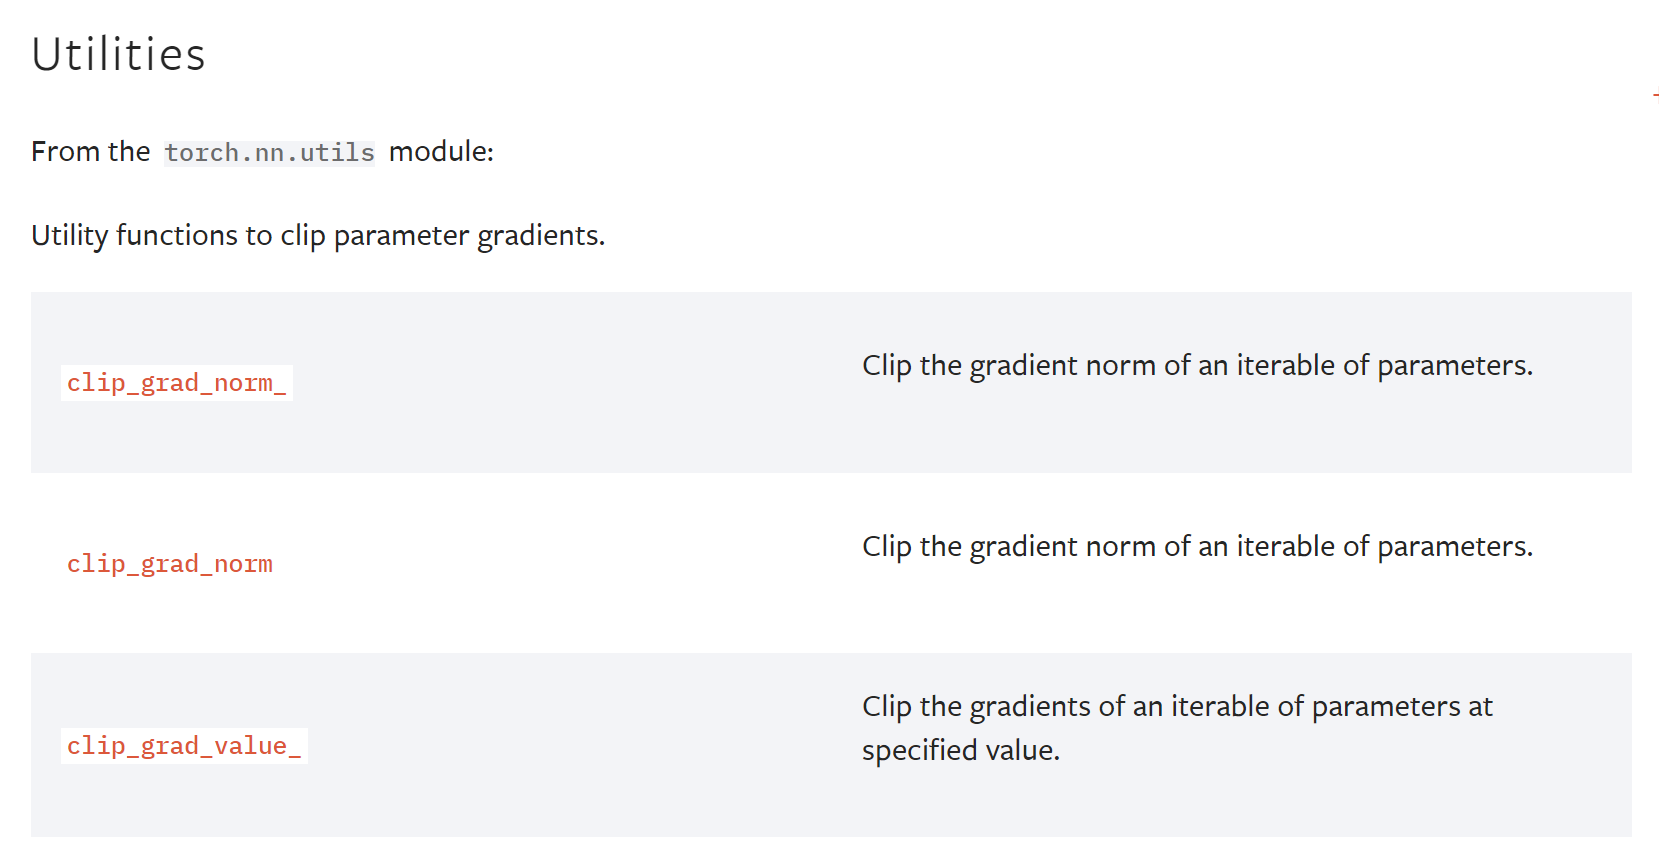 Utilities
From the torch.nn.utils module:
Utility functions to clip parameter gradients.
clip_grad_norm_
Clip the gradient norm of an iterable of parameters.
clip_grad_norm
Clip the gradient norm of an iterable of parameters.
clip_grad_value_
Clip the gradients of an iterable of parameters at
specified value.